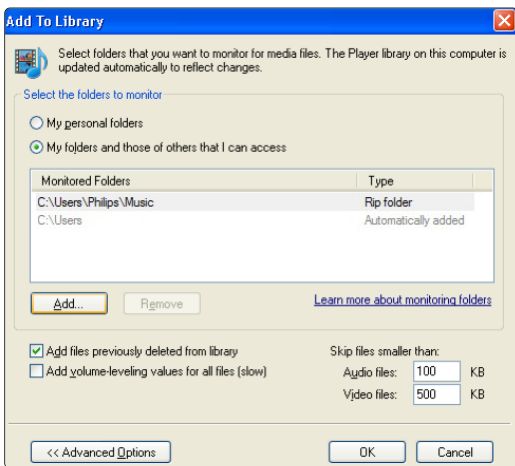 Add To Library
Select folders that you want to monitor for media files. The Player library on this computer is
updated automatically to reflect changes.
Select the folders to monitor
My personal folders
My folders and those of others that I can access
Monitored Folders Type
C:\Users\Philips\Music Rip folder
C:\Users Automatically added
Add... Remove Learn more about monitoring folders
Add files previously deleted from library
Add volume-leveling values for all files (slow)
Skip files smaller than:
Audio files: 100 KB
Video files: 500 KB
<< Advanced Options OK Cancel